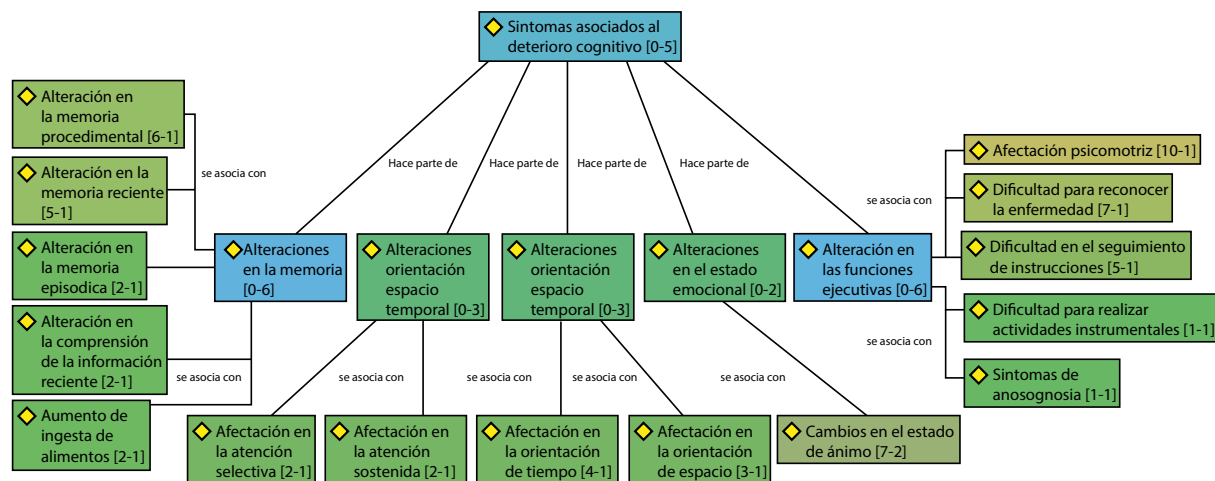 Sintomas asociados al
deterioro cognitivo [0-5]
Alteración en
la memoria
procedimental [6-1]
Alteración en la
memoria reciente
[5-1]
Alteración en
la memoria
episodica [2-1]
Alteración en
la comprensión
de la información
reciente [2-1]
Aumento de
ingesta de
alimentos [2-1]
se asocia con
se asocia con
Hace parte de
Hace parte de
Hace parte de
Hace parte de
Alteraciones
en la memoria
[0-6]
Alteraciones
orientación
espacio
temporal [0-3]
Alteraciones
orientación
espacio
temporal [0-3]
Alteraciones
en el estado
emocional [0-2]
Alteración en
las funciones
ejecutivas [0-6]
se asocia con
se asocia con
se asocia con
se asocia con
se asocia con
se asocia con
Afectación psicomotriz [10-1]
Dificultad para reconocer
la enfermedad [7-1]
Dificultad en el seguimiento
de instrucciones [5-1]
Dificultad para realizar
actividades instrumentales [1-1]
Sintomas de
anosognosia [1-1]
Afectación en
la atención
selectiva [2-1]
Afectación en
la atención
sostenida [2-1]
Afectación en
la orientación
de tiempo [4-1]
Afectación en
la orientación
de espacio [3-1]
Cambios en el estado
de ánimo [7-2]